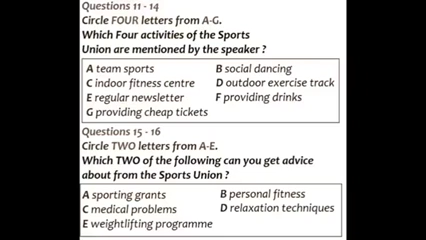 Questions 11 - 14
Circle FOUR letters from A-G.
Which Four activities of the Sports
Union are mentioned by the speaker ?
A team sports B social dancing
C indoor fitness centre D outdoor exercise track
E regular newsletter F providing drinks
G providing cheap tickets
Questions 15 - 16
Circle TWO letters from A-E.
Which TWO of the following can you get advice
about from the Sports Union ?
A sporting grants B personal fitness
C medical problems D relaxation techniques
E weightlifting programme